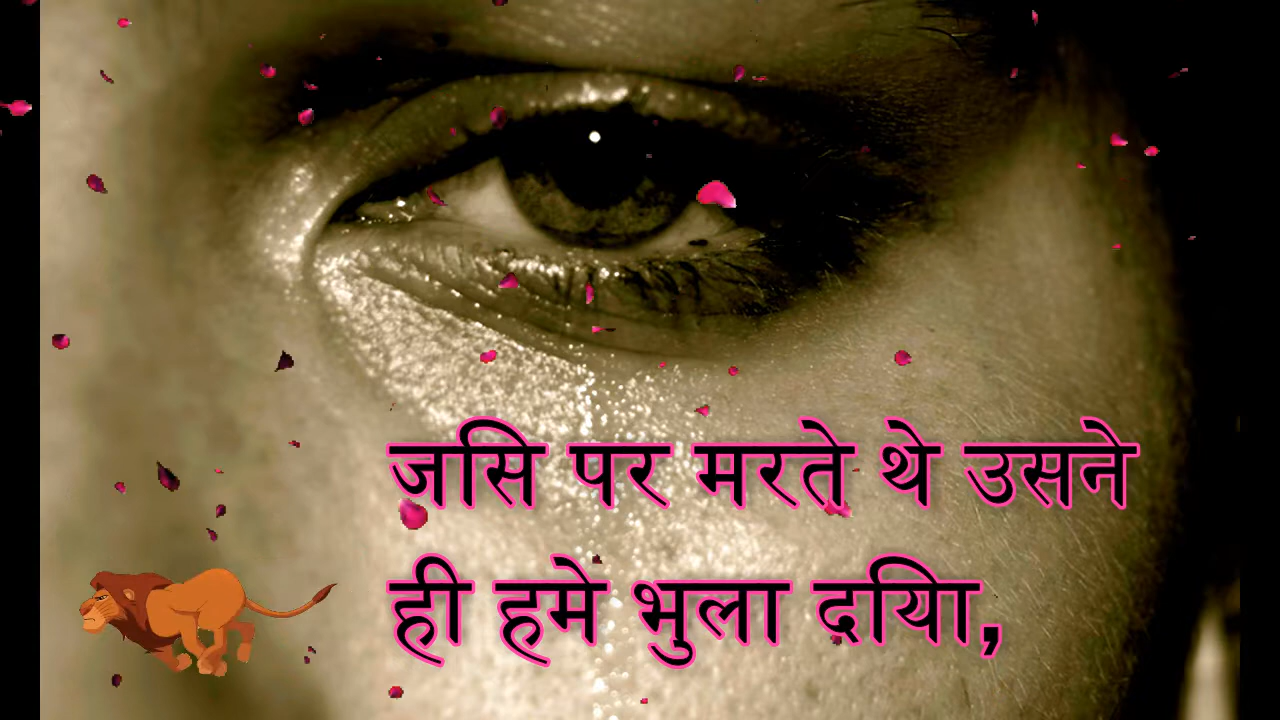 जसि पर मरते थे उसने
ही हमे भुला दयिा,